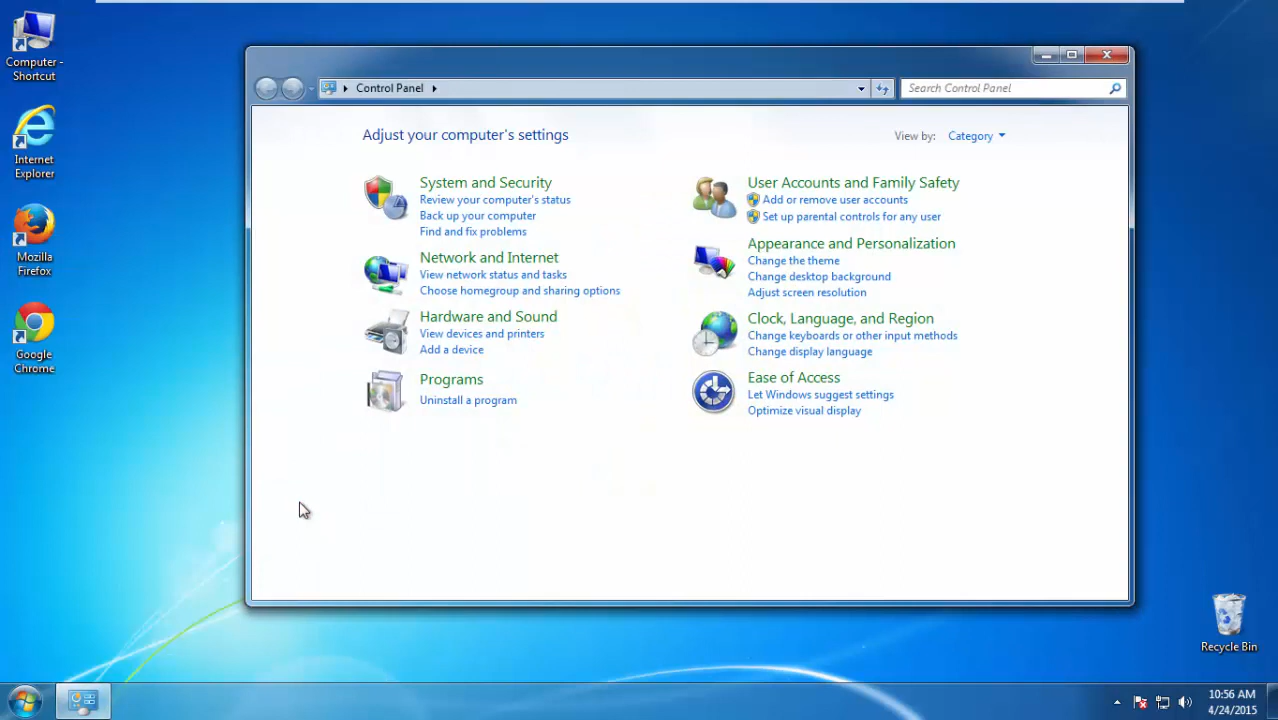 Computer -
Shortcut
Internet
Explorer
Mozilla
Firefox
Google
Chrome
Control Panel
Search Control Panel
Adjust your computer's settings
View by: Category
System and Security
Review your computer's status
Back up your computer
Find and fix problems
Network and Internet
View network status and tasks
Choose homegroup and sharing options
Hardware and Sound
View devices and printers
Add a device
Programs
Uninstall a program
User Accounts and Family Safety
Add or remove user accounts
Set up parental controls for any user
Appearance and Personalization
Change the theme
Change desktop background
Adjust screen resolution
Clock, Language, and Region
Change keyboards or other input methods
Change display language
Ease of Access
Let Windows suggest settings
Optimize visual display
Recycle Bin
10:56 AM
4/24/2015